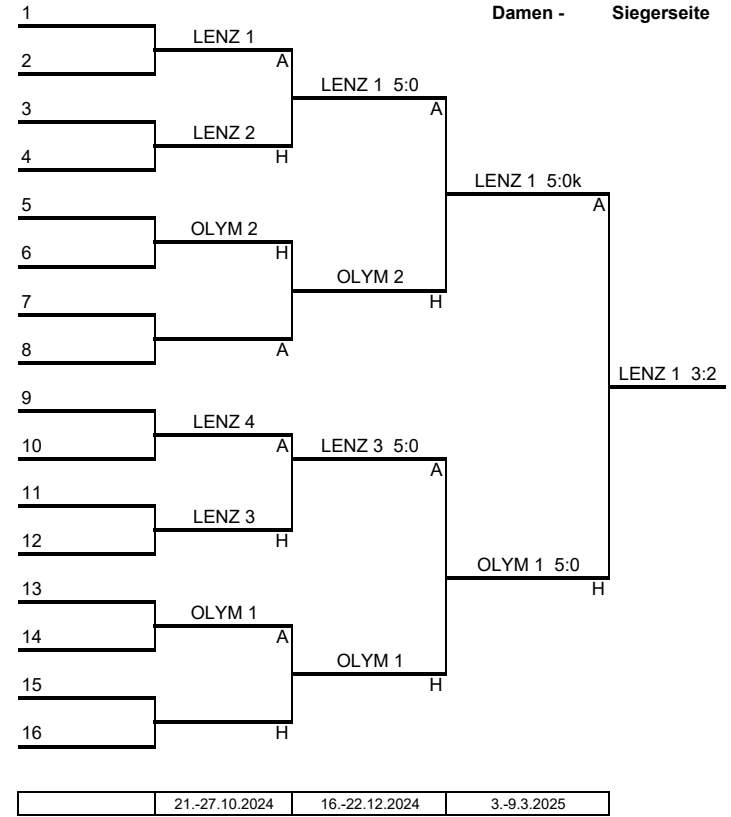 Damen - Siegerseite
1
LENZ 1
A
2
LENZ 1 5:0
A
3
LENZ 2
H
4
LENZ 1 5:0k
A
5
OLYM 2
H
6
OLYM 2
H
7
8
A
LENZ 1 3:2
9
LENZ 4
A
10
LENZ 3 5:0
A
11
LENZ 3
H
12
OLYM 1 5:0
H
13
OLYM 1
A
14
OLYM 1
H
15
16
H
21.-27.10.2024 16.-22.12.2024 3.-9.3.2025